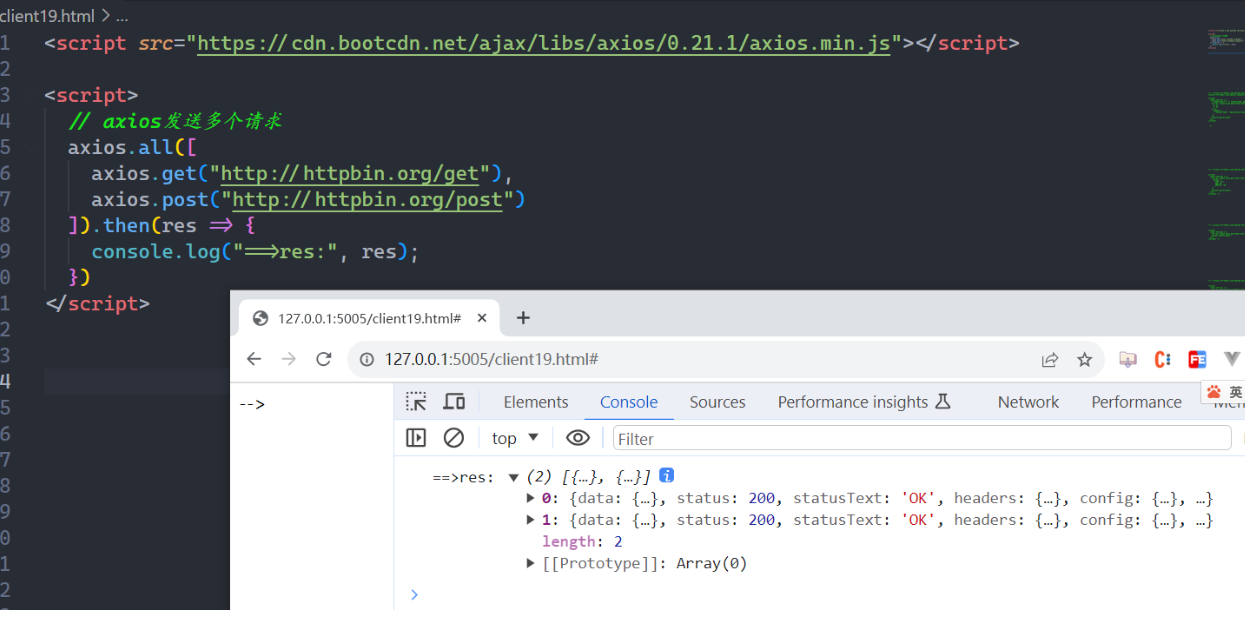 client19.html > ...
1 <script src="https://cdn.bootcdn.net/ajax/libs/axios/0.21.1/axios.min.js"></script>
2
3 <script>
4 // axios发送多个请求
5 axios.all([
6 axios.get("http://httpbin.org/get"),
7 axios.post("http://httpbin.org/post")
8 ]).then(res => {
9 console.log("==>res:", res);
0 })
1 </script>
2
3
4
5
6
7
8
9
0
1
2
127.0.0.1:5005/client19.html#
127.0.0.1:5005/client19.html#
英
-->
Elements Console Sources Performance insights Network Performance
top Filter
==>res: (2) [{…}, {…}]
0: {data: {…}, status: 200, statusText: 'OK', headers: {…}, config: {…}, …}
1: {data: {…}, status: 200, statusText: 'OK', headers: {…}, config: {…}, …}
length: 2
[[Prototype]]: Array(0)